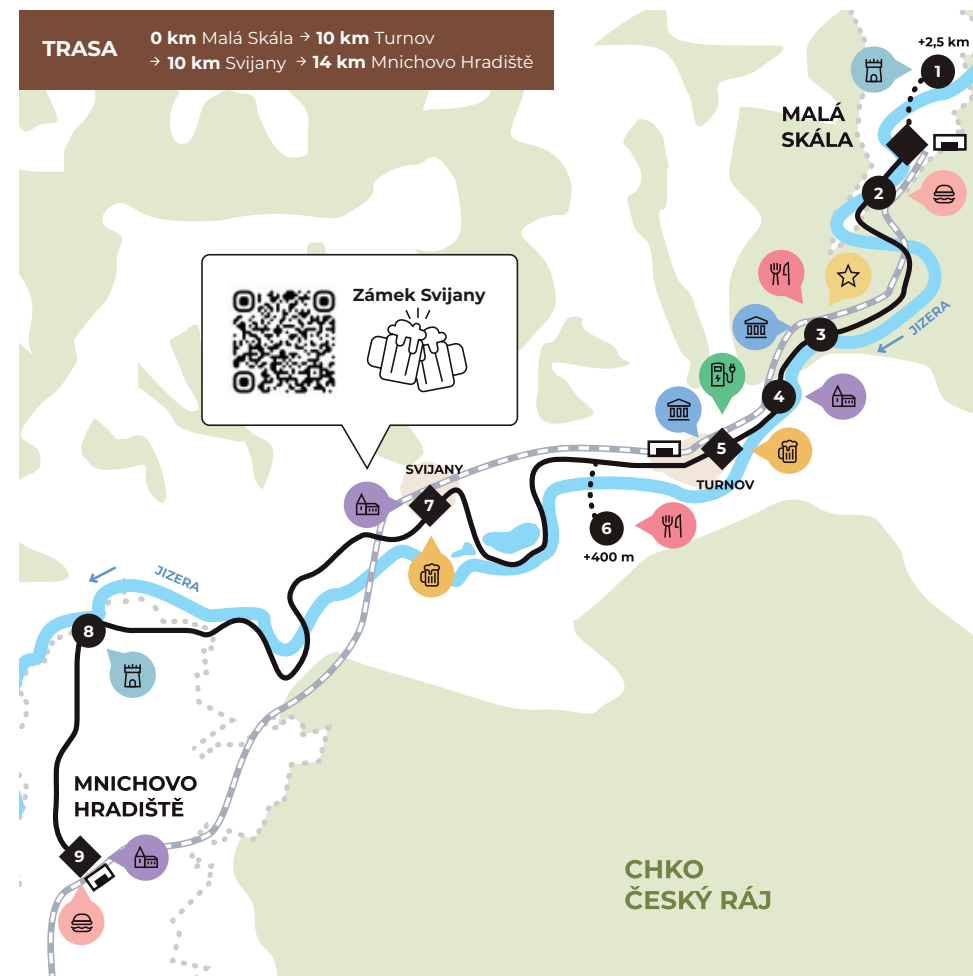 TRASA
0 km Malá Skála → 10 km Turnov
→ 10 km Svijany → 14 km Mnichovo Hradiště
+2,5 km
1
MALÁ
SKÁLA
2
Zámek Svijany
3
JIZERA
4
5
SVIJANY
TURNOV
7
6
+400 m
JIZERA
8
MNICHOVO
HRADIŠTĚ
9
CHKO
ČESKÝ RÁJ